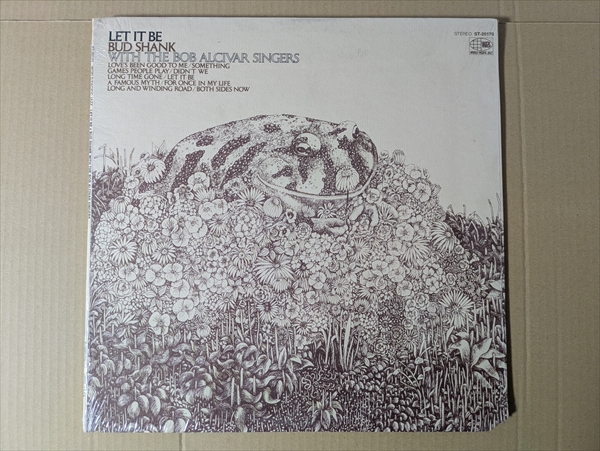 LET IT BE
BUD SHANK
WITH THE BOB ALCIVAR SINGERS
LOVE'S BEEN GOOD TO ME/SOMETHING
GAMES PEOPLE PLAY/DIDN'T WE
LONG TIME GONE/LET IT BE
A FAMOUS MYTH/FOR ONCE IN MY LIFE
LONG AND WINDING ROAD/BOTH SIDES NOW
STEREO ST-20170